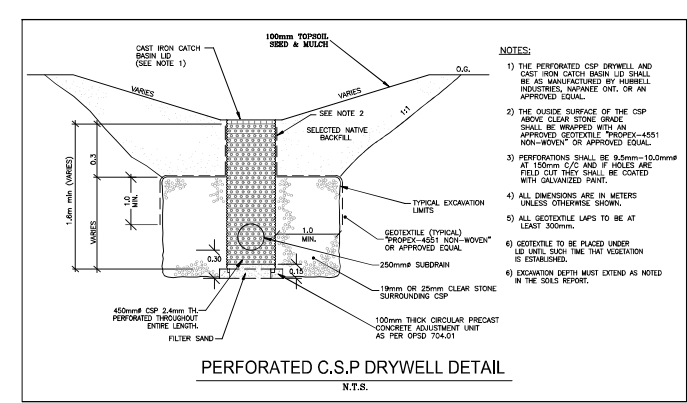 100mm TOPSOIL
SEED & MULCH
CAST IRON CATCH
BASIN LID
(SEE NOTE 1)
O.G.
VARIES
VARIES
1:1
SEE NOTE 2
SELECTED NATIVE
BACKFILL
1.6m min (VARIES)
0.3
VARIES
1.0
MIN.
1.0
MIN.
0.30
0.15
TYPICAL EXCAVATION
LIMITS
GEOTEXTILE (TYPICAL)
"PROPEX-4551 NON-WOVEN"
OR APPROVED EQUAL
250mmø SUBDRAIN
19mm OR 25mm CLEAR STONE
SURROUNDING CSP
450mmø CSP 2.4mm TH.
PERFORATED THROUGHOUT
ENTIRE LENGTH.
FILTER SAND
100mm THICK CIRCULAR PRECAST
CONCRETE ADJUSTMENT UNIT
AS PER OPSD 704.01
NOTES:
1) THE PERFORATED CSP DRYWELL AND
CAST IRON CATCH BASIN LID SHALL
BE AS MANUFACTURED BY HUBBELL
INDUSTRIES, NAPANEE ONT. OR AN
APPROVED EQUAL.
2) THE OUSIDE SURFACE OF THE CSP
ABOVE CLEAR STONE GRADE
SHALL BE WRAPPED WITH AN
APPROVED GEOTEXTILE "PROPEX-4551
NON-WOVEN" OR APPROVED EQUAL.
3) PERFORATIONS SHALL BE 9.5mm-10.0mmø
AT 150mm C/C AND IF HOLES ARE
FIELD CUT THEY SHALL BE COATED
WITH GALVANIZED PAINT.
4) ALL DIMENSIONS ARE IN METERS
UNLESS OTHERWISE SHOWN.
5) ALL GEOTEXTILE LAPS TO BE AT
LEAST 300mm.
6) GEOTEXTILE TO BE PLACED UNDER
LID UNTIL SUCH TIME THAT VEGETATION
IS ESTABLISHED.
6) EXCAVATION DEPTH MUST EXTEND AS NOTED
IN THE SOILS REPORT.
PERFORATED C.S.P DRYWELL DETAIL
N.T.S.